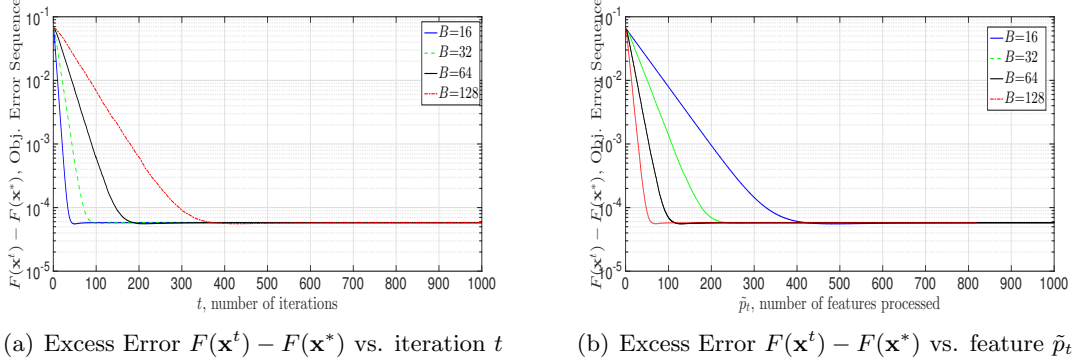 F(x^t) − F(x^*), Obj. Error Sequence
10^-1
10^-2
10^-3
10^-4
10^-5
0 100 200 300 400 500 600 700 800 900 1000
t, number of iterations
B=16
B=32
B=64
B=128
(a) Excess Error F(x^t) − F(x^*) vs. iteration t
F(x^t) − F(x^*), Obj. Error Sequence
10^-1
10^-2
10^-3
10^-4
10^-5
0 100 200 300 400 500 600 700 800 900 1000
p̃_t, number of features processed
B=16
B=32
B=64
B=128
(b) Excess Error F(x^t) − F(x^*) vs. feature p̃_t